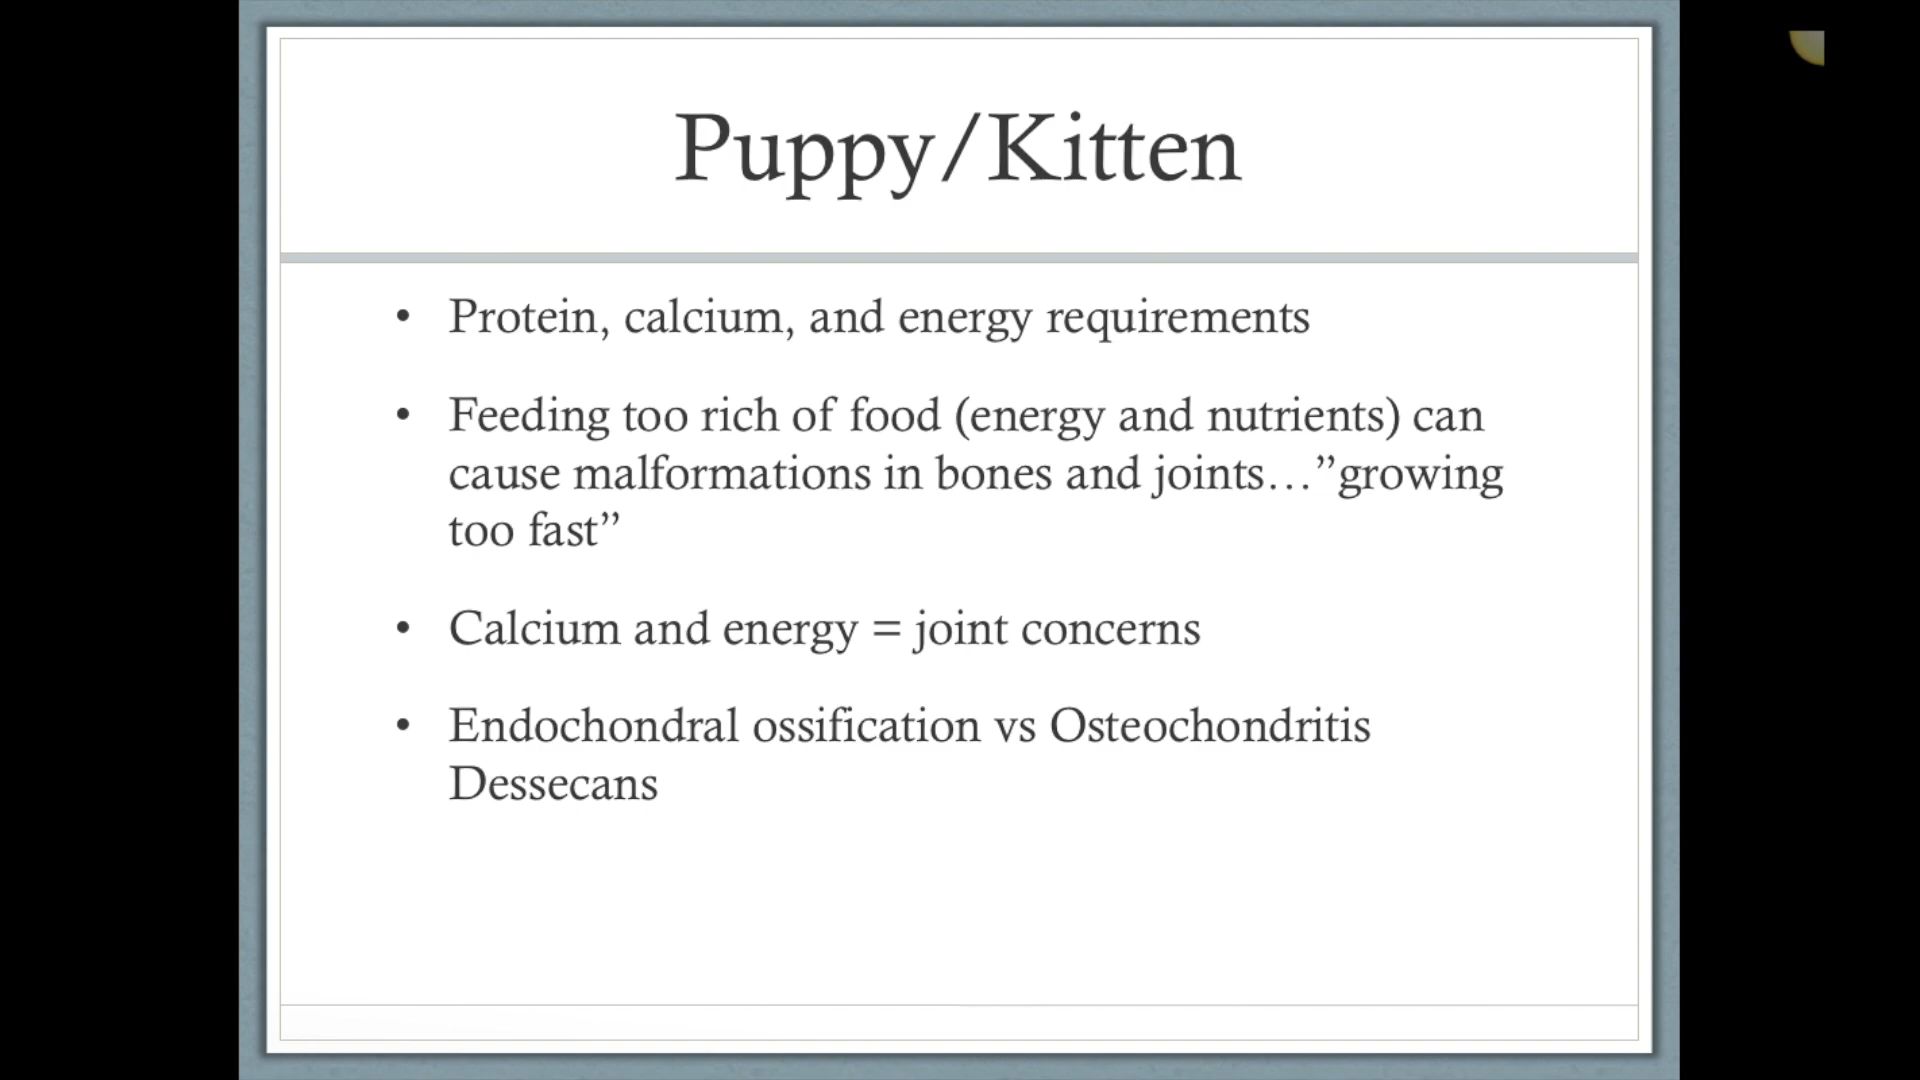 Puppy/Kitten
• Protein, calcium, and energy requirements
• Feeding too rich of food (energy and nutrients) can
cause malformations in bones and joints…”growing
too fast”
• Calcium and energy = joint concerns
• Endochondral ossification vs Osteochondritis
Dessecans